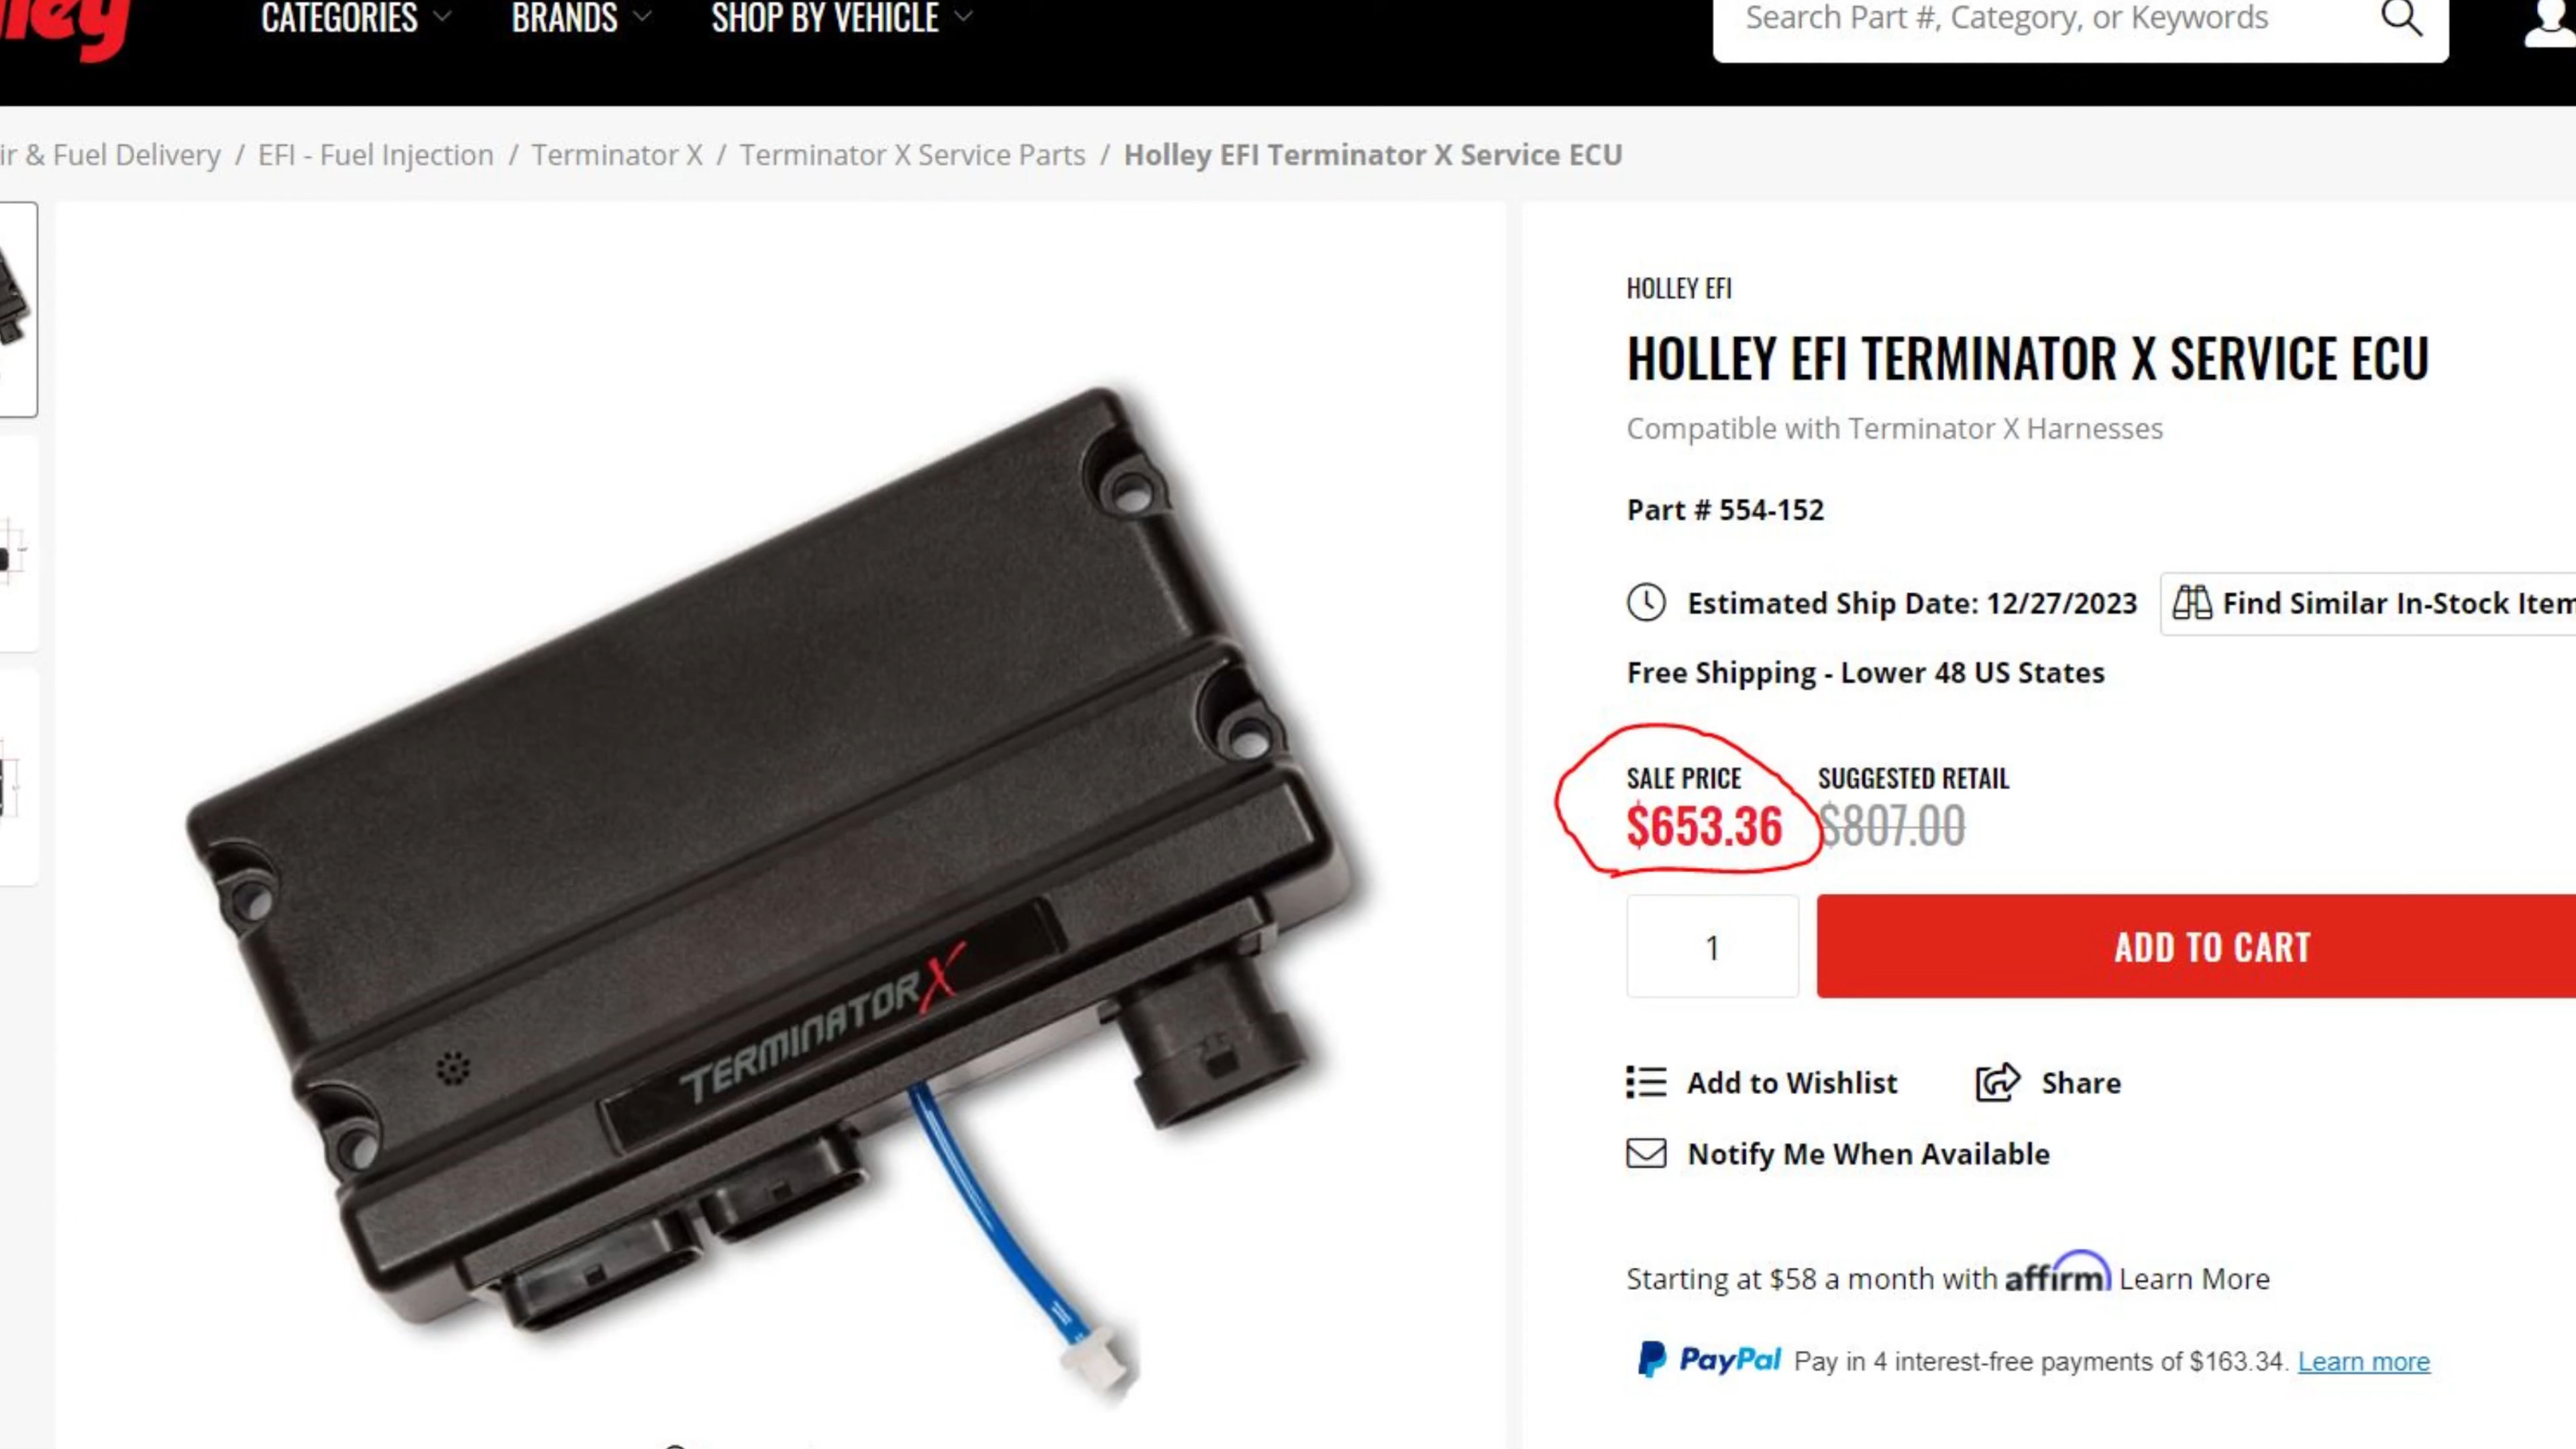 CATEGORIES BRANDS SHOP BY VEHICLE
Search Part #, Category, or Keywords
& Fuel Delivery / EFI - Fuel Injection / Terminator X / Terminator X Service Parts / Holley EFI Terminator X Service ECU
HOLLEY EFI
HOLLEY EFI TERMINATOR X SERVICE ECU
Compatible with Terminator X Harnesses
Part # 554-152
Estimated Ship Date: 12/27/2023
Find Similar In-Stock Item
Free Shipping - Lower 48 US States
SALE PRICE SUGGESTED RETAIL
$653.36 $807.00
1 ADD TO CART
TERMINATOR X
Add to Wishlist Share
Notify Me When Available
Starting at $58 a month with affirm Learn More
PayPal Pay in 4 interest-free payments of $163.34. Learn more